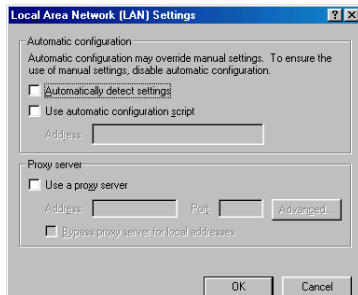 Local Area Network (LAN) Settings
Automatic configuration
Automatic configuration may override manual settings. To ensure the
use of manual settings, disable automatic configuration.
Automatically detect settings
Use automatic configuration script
Address
Proxy server
Use a proxy server
Address: Port: Advanced...
Bypass proxy server for local addresses
OK Cancel